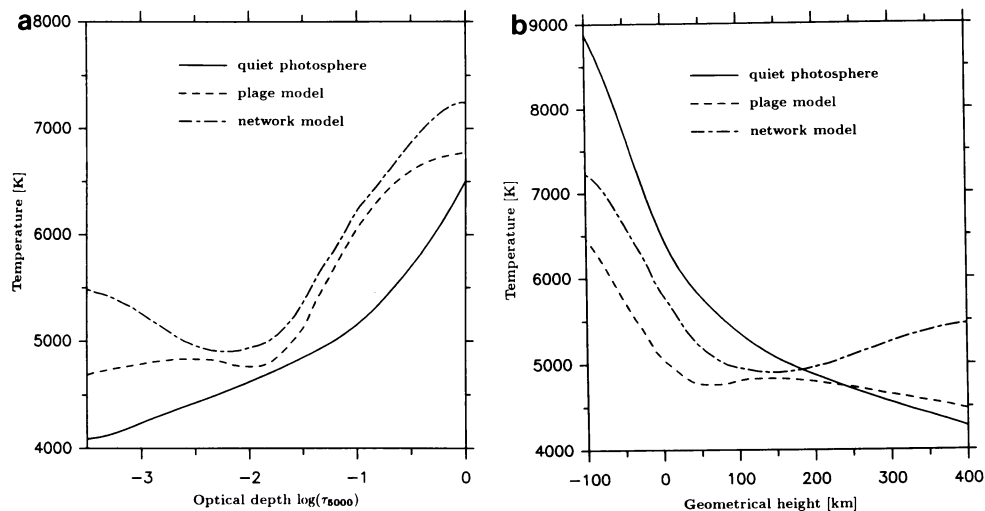 a
8000
7000
6000
5000
4000
Temperature [K]
quiet photosphere
plage model
network model
−3
−2
−1
0
Optical depth log(τ5000)
b
9000
8000
7000
6000
5000
4000
Temperature [K]
quiet photosphere
plage model
network model
−100
0
100
200
300
400
Geometrical height [km]